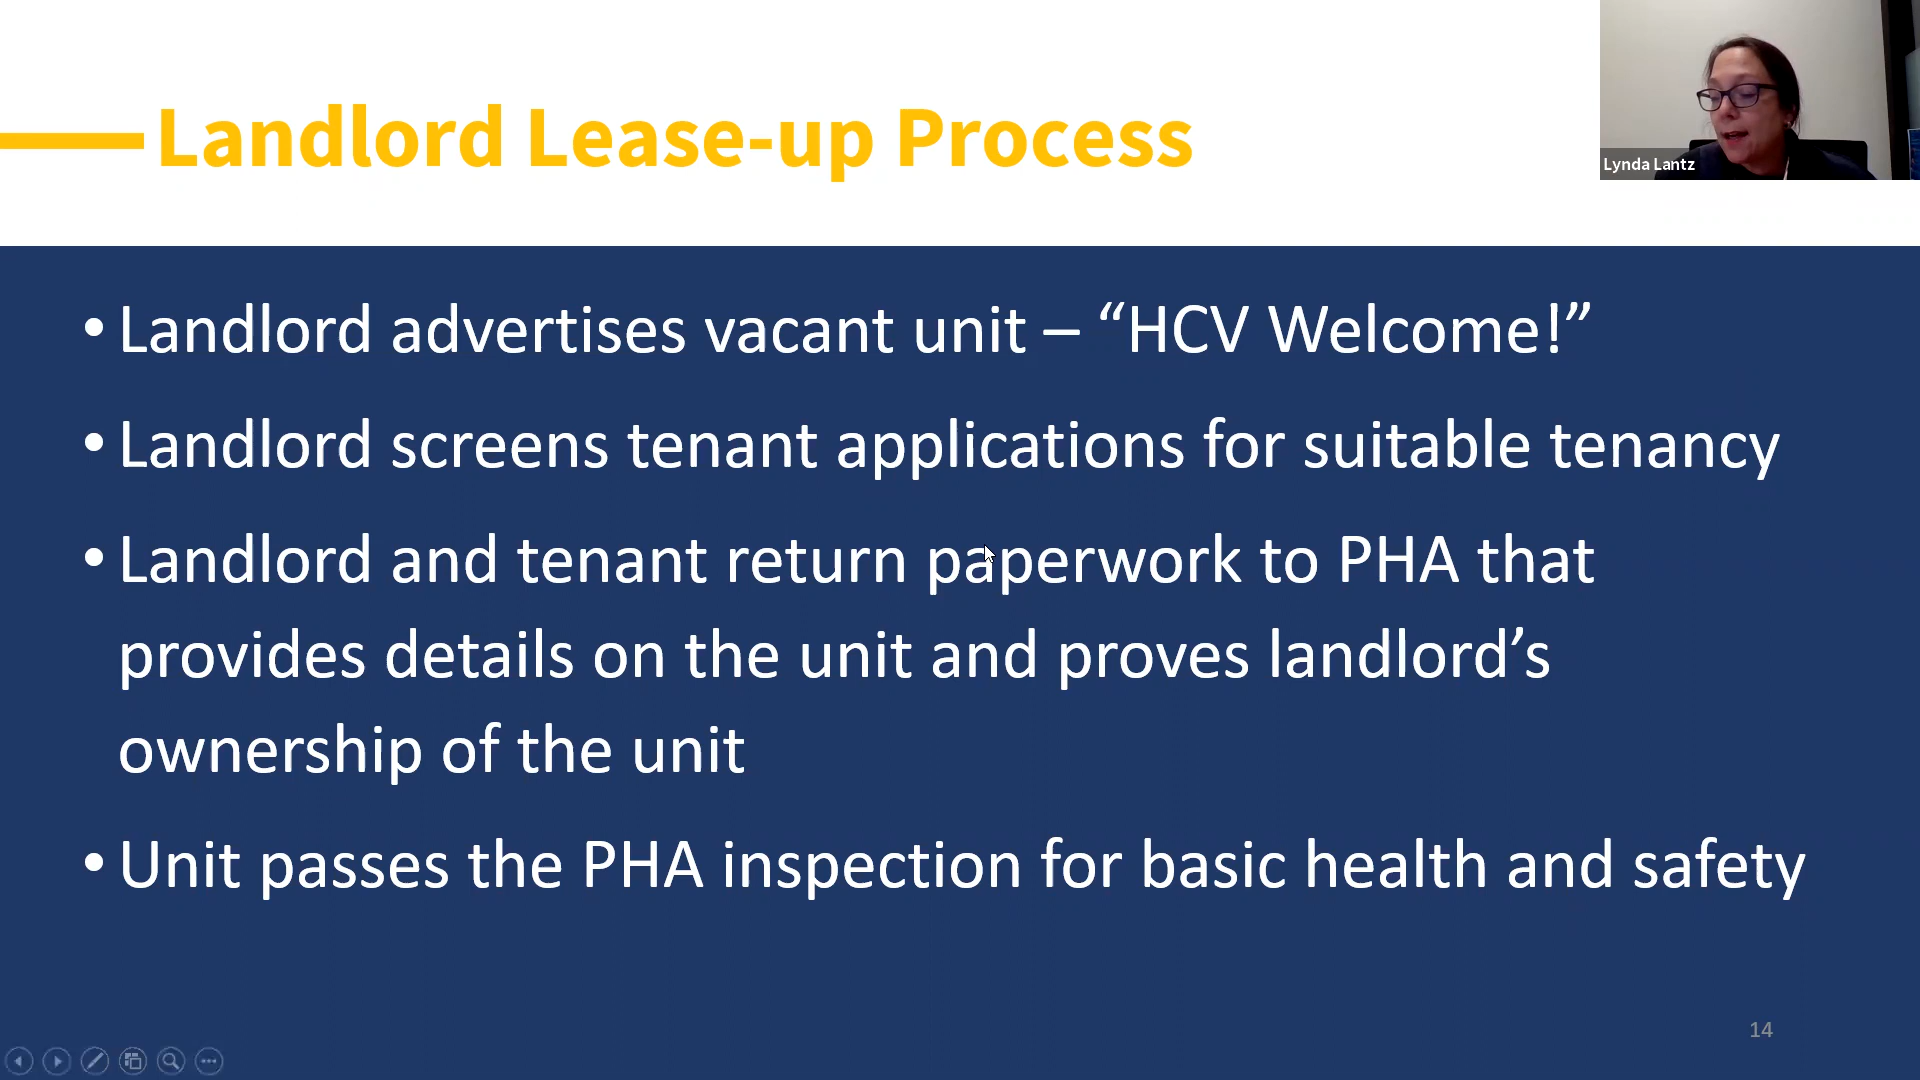 Landlord Lease-up Process
Lynda Lantz
• Landlord advertises vacant unit – “HCV Welcome!”
• Landlord screens tenant applications for suitable tenancy
• Landlord and tenant return paperwork to PHA that
provides details on the unit and proves landlord’s
ownership of the unit
• Unit passes the PHA inspection for basic health and safety
14